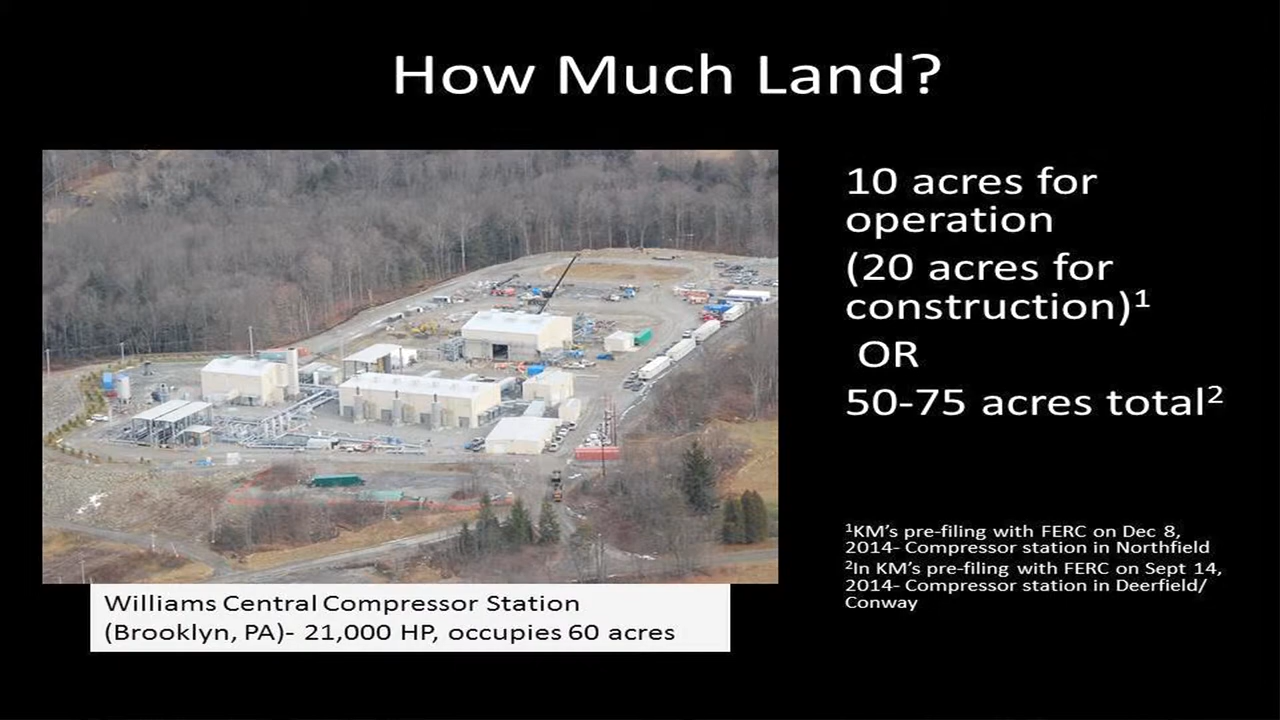 How Much Land?
10 acres for
operation
(20 acres for
construction)¹
OR
50-75 acres total²
¹KM's pre-filing with FERC on Dec 8,
2014- Compressor station in Northfield
²In KM's pre-filing with FERC on Sept 14,
2014- Compressor station in Deerfield/
Conway
Williams Central Compressor Station
(Brooklyn, PA)- 21,000 HP, occupies 60 acres